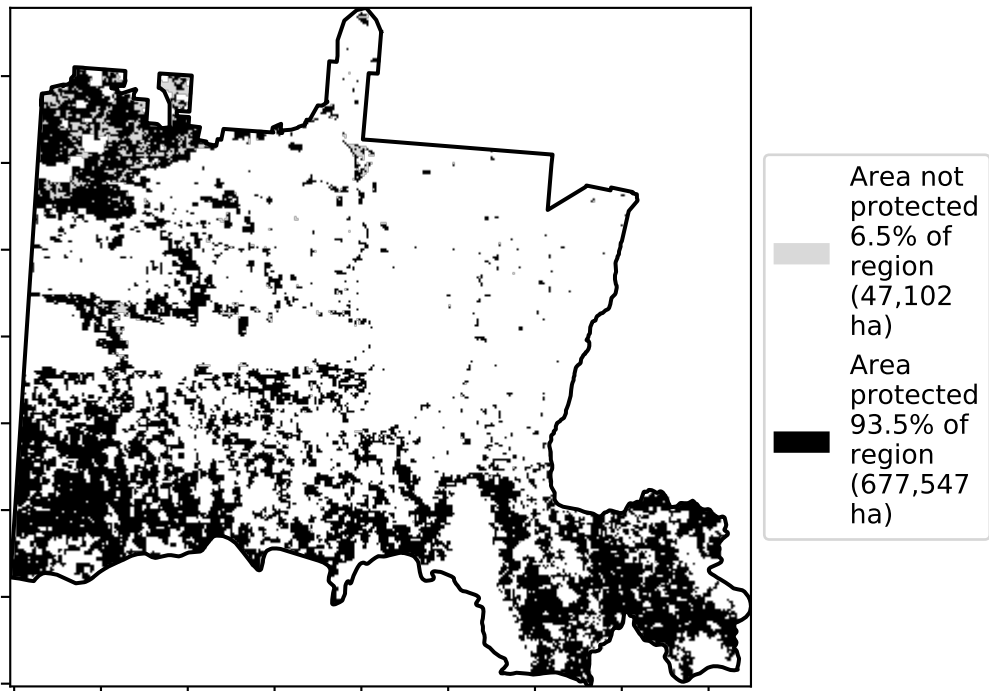 Area not
protected
6.5% of
region
(47,102
ha)
Area
protected
93.5% of
region
(677,547
ha)